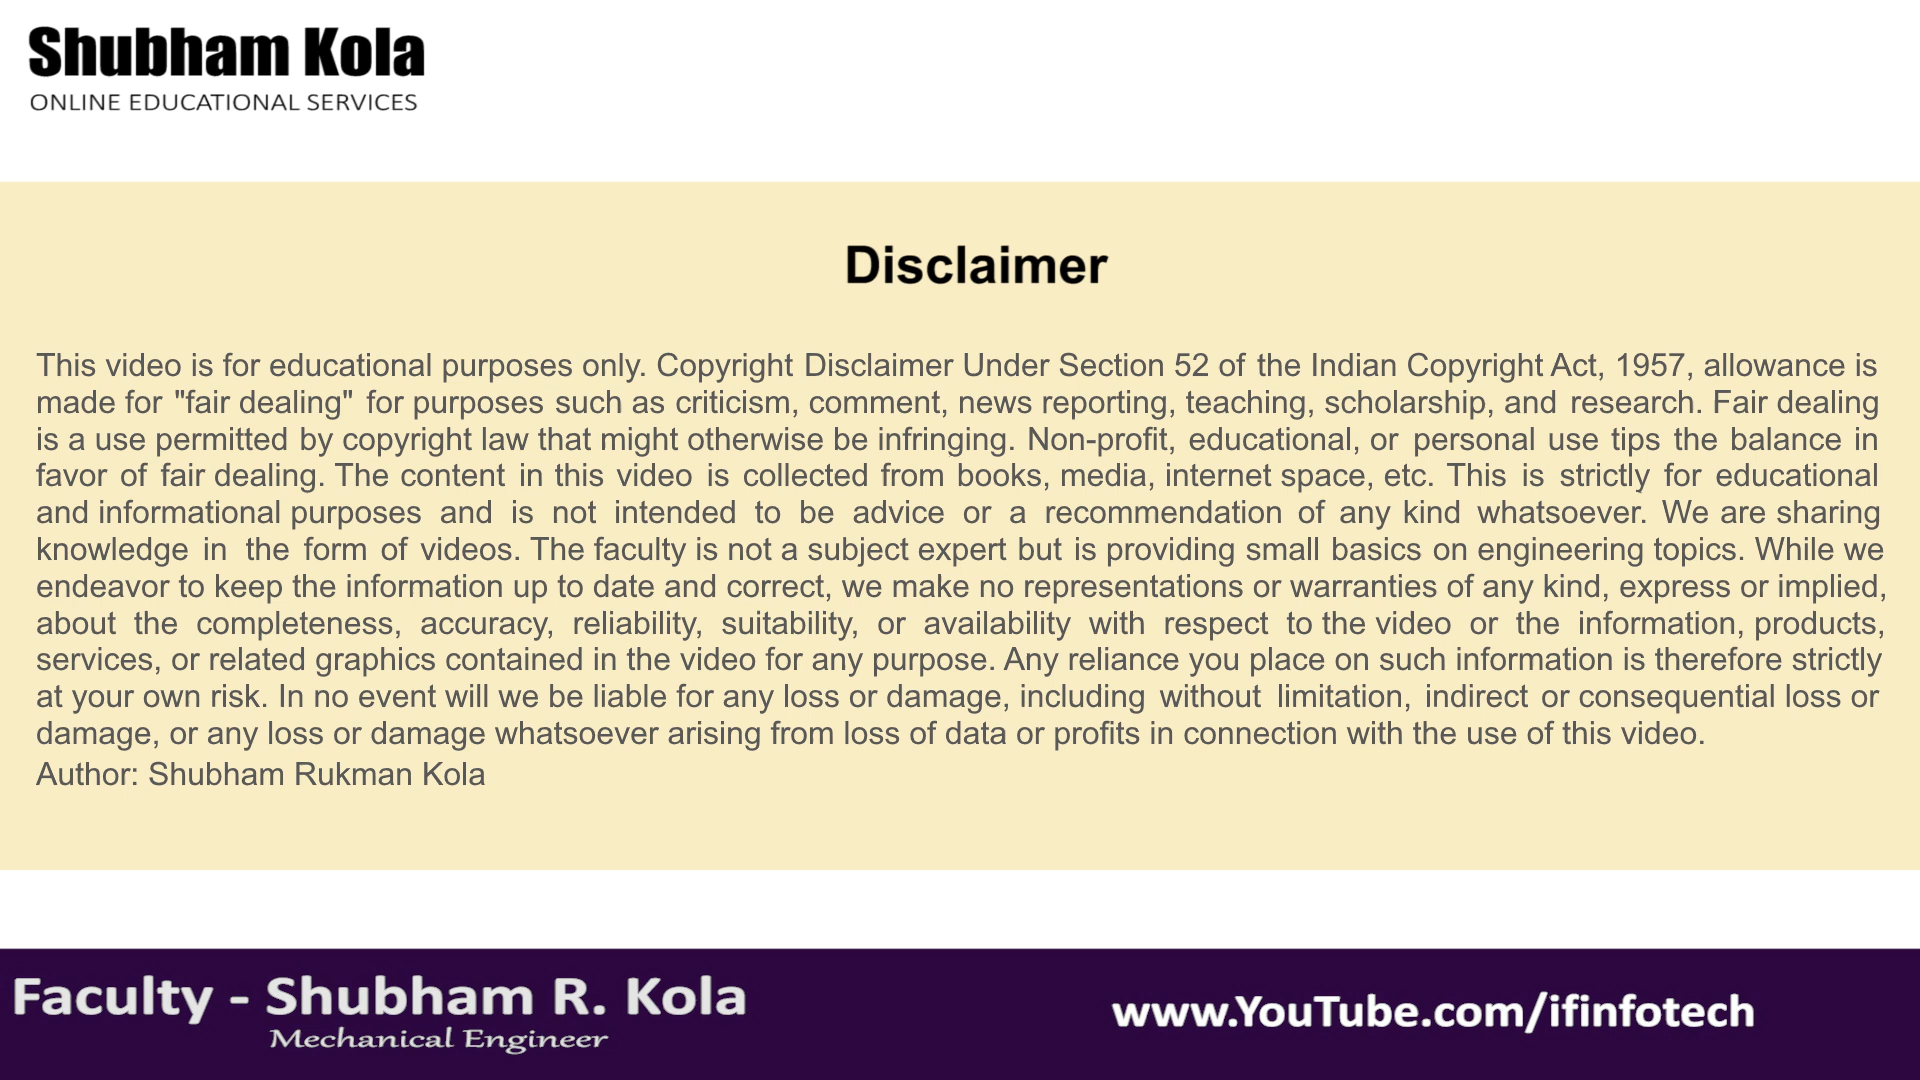 Shubham Kola
ONLINE EDUCATIONAL SERVICES
Disclaimer
This video is for educational purposes only. Copyright Disclaimer Under Section 52 of the Indian Copyright Act, 1957, allowance is
made for "fair dealing" for purposes such as criticism, comment, news reporting, teaching, scholarship, and research. Fair dealing
is a use permitted by copyright law that might otherwise be infringing. Non-profit, educational, or personal use tips the balance in
favor of fair dealing. The content in this video is collected from books, media, internet space, etc. This is strictly for educational
and informational purposes and is not intended to be advice or a recommendation of any kind whatsoever. We are sharing
knowledge in the form of videos. The faculty is not a subject expert but is providing small basics on engineering topics. While we
endeavor to keep the information up to date and correct, we make no representations or warranties of any kind, express or implied,
about the completeness, accuracy, reliability, suitability, or availability with respect to the video or the information, products,
services, or related graphics contained in the video for any purpose. Any reliance you place on such information is therefore strictly
at your own risk. In no event will we be liable for any loss or damage, including without limitation, indirect or consequential loss or
damage, or any loss or damage whatsoever arising from loss of data or profits in connection with the use of this video.
Author: Shubham Rukman Kola
Faculty - Shubham R. Kola
Mechanical Engineer
www.YouTube.com/ifinfotech